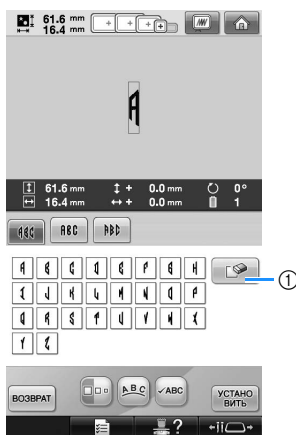 61.6 mm
16.4 mm
A
61.6 mm + 0.0 mm 0°
16.4 mm + 0.0 mm 1
ABC ABC ABC
A B C D E F G H
I J K L M N O P
Q R S T U V W X
Y Z
1
ВОЗВРАТ ABC ABC УСТАНО
ВИТЬ
?